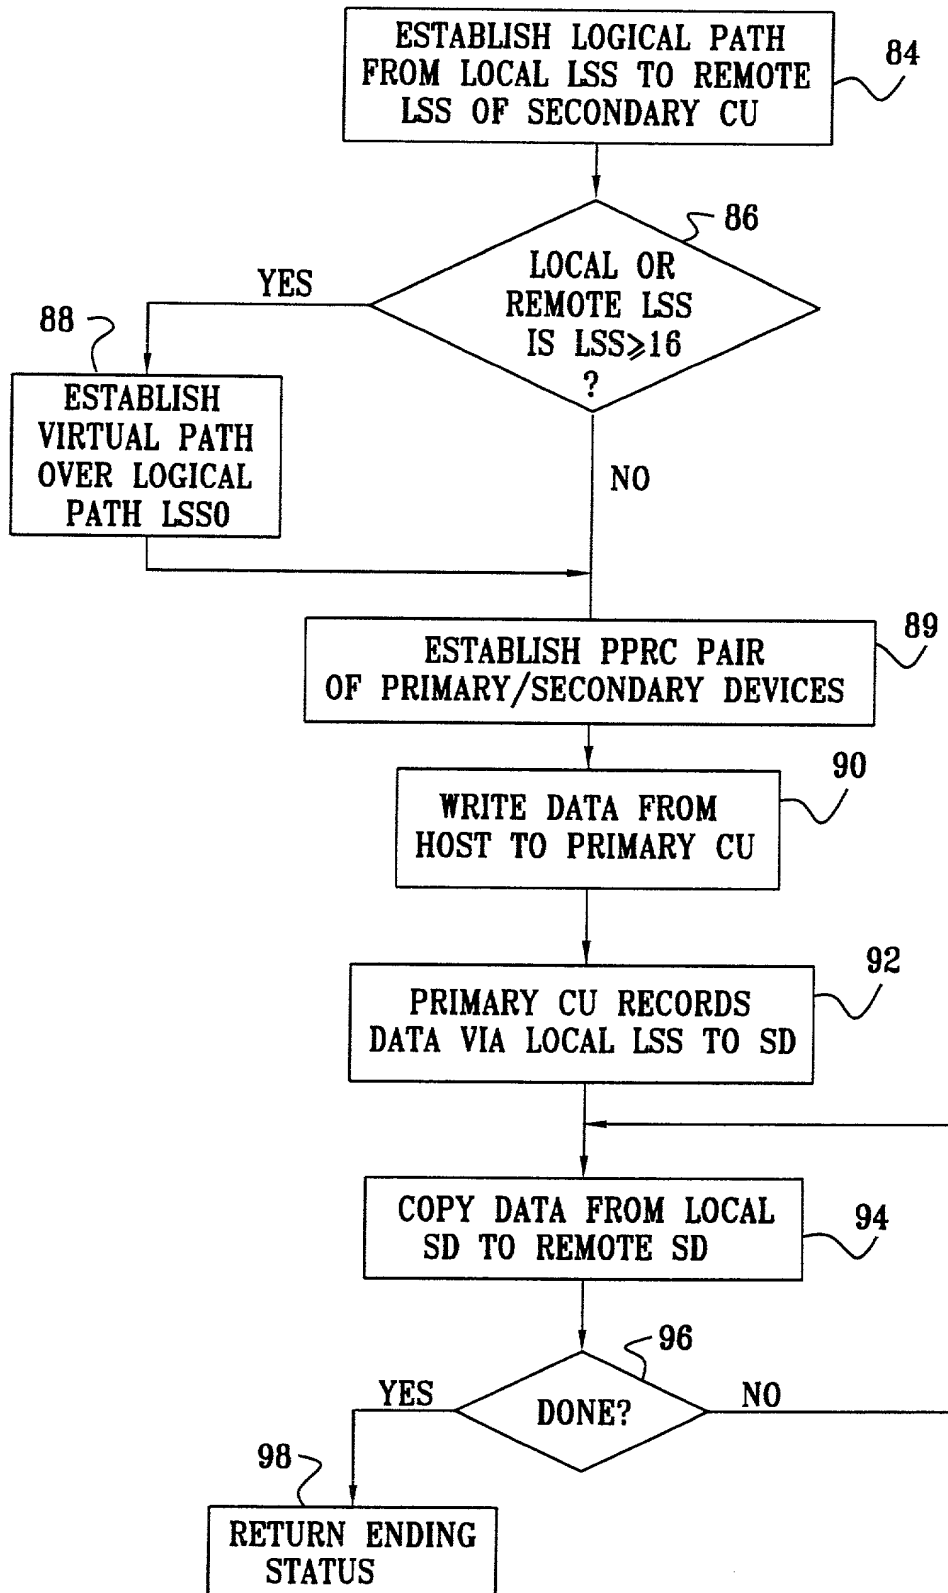 ESTABLISH LOGICAL PATH
FROM LOCAL LSS TO REMOTE
LSS OF SECONDARY CU
84
86
LOCAL OR
REMOTE LSS
IS LSS⩾16
?
YES
88
ESTABLISH
VIRTUAL PATH
OVER LOGICAL
PATH LSS0
NO
89
ESTABLISH PPRC PAIR
OF PRIMARY/SECONDARY DEVICES
90
WRITE DATA FROM
HOST TO PRIMARY CU
92
PRIMARY CU RECORDS
DATA VIA LOCAL LSS TO SD
COPY DATA FROM LOCAL
SD TO REMOTE SD
94
96
YES
DONE?
NO
98
RETURN ENDING
STATUS